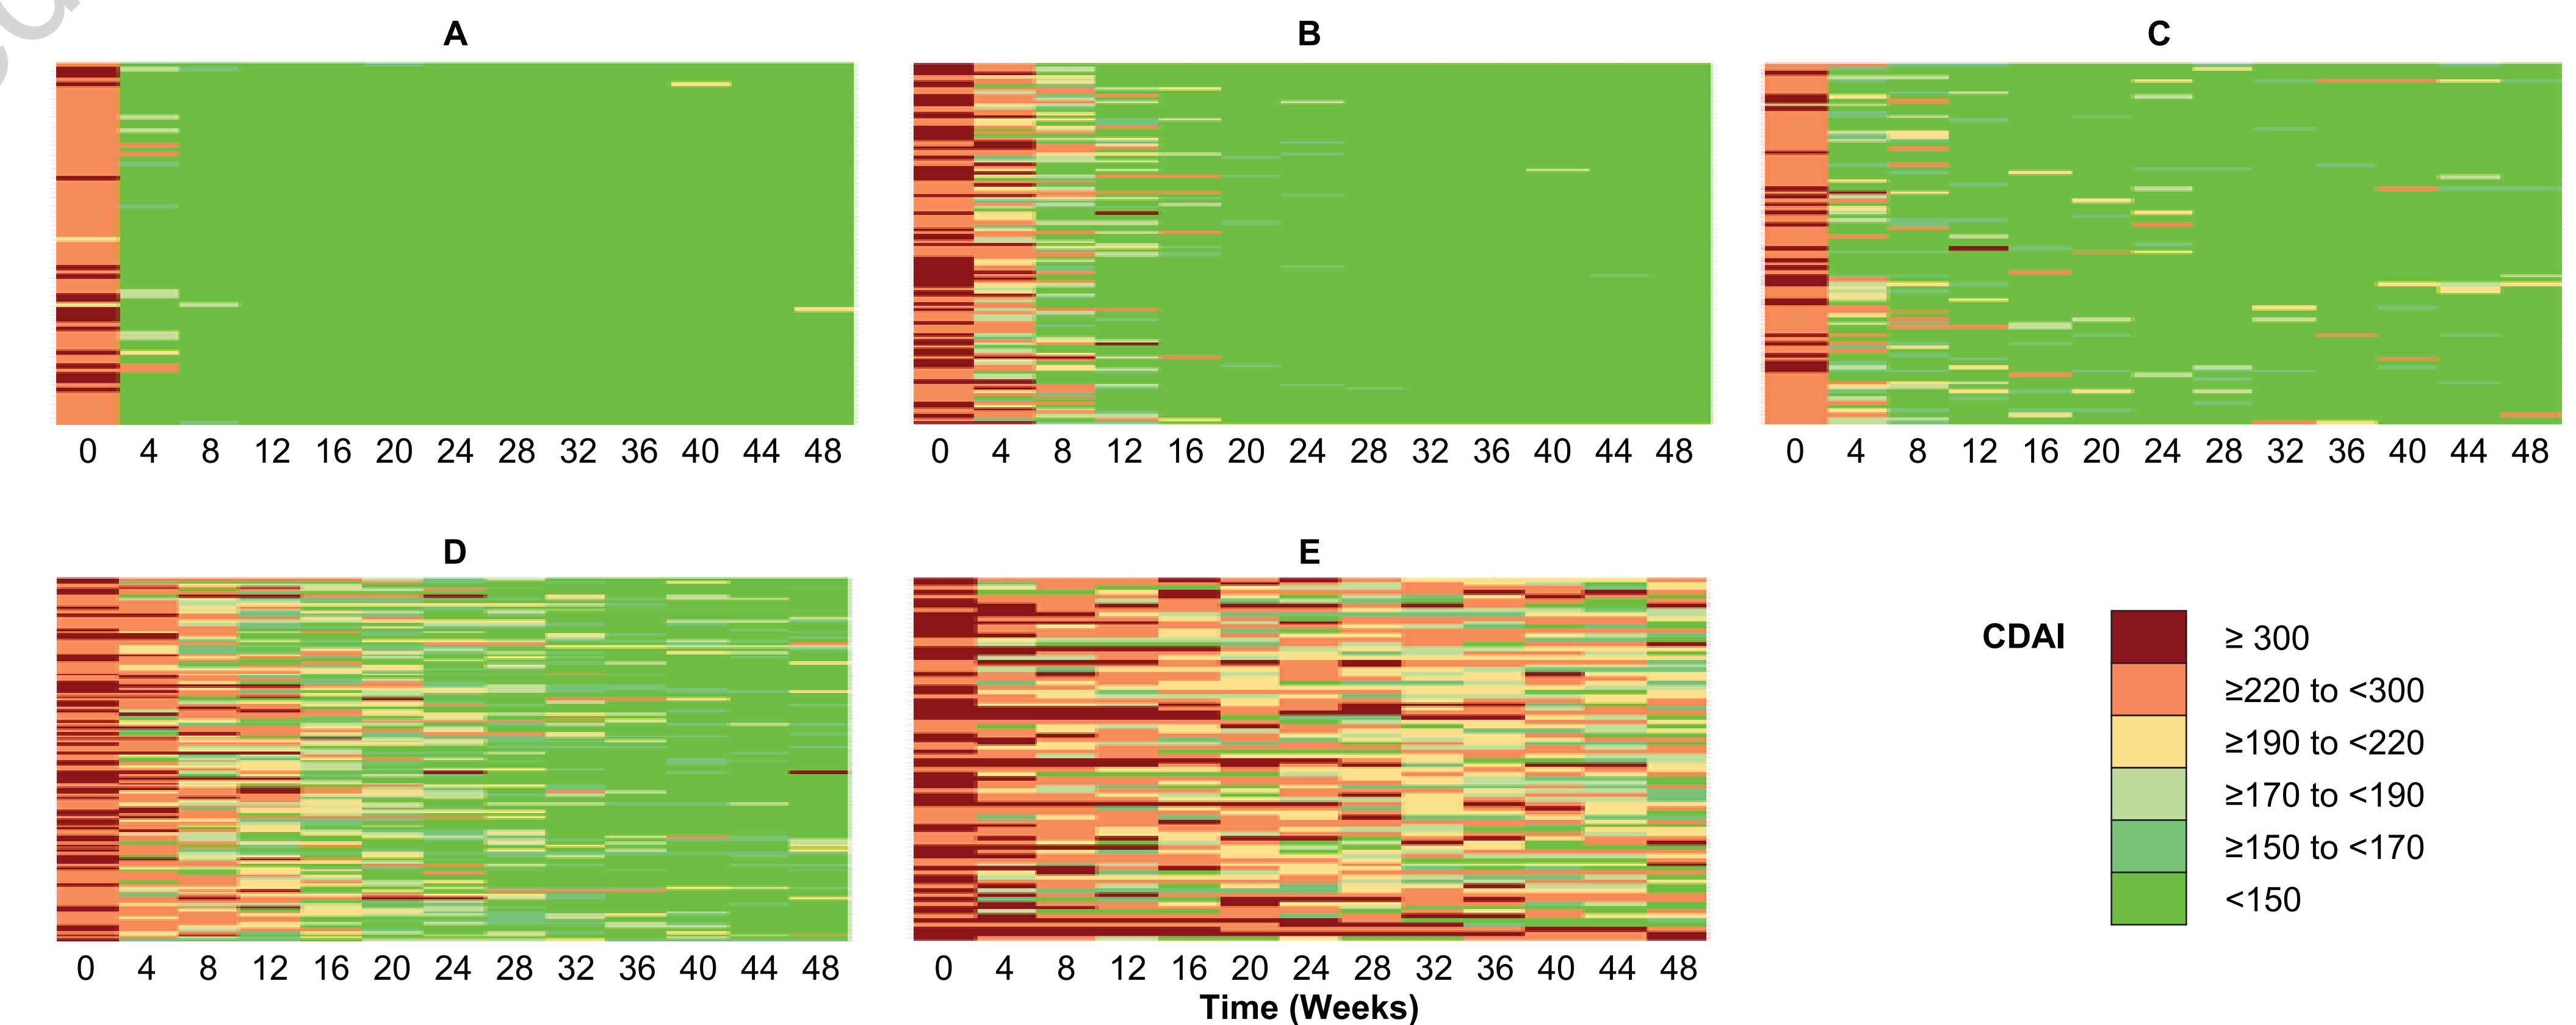 A
B
C
0 4 8 12 16 20 24 28 32 36 40 44 48
0 4 8 12 16 20 24 28 32 36 40 44 48
0 4 8 12 16 20 24 28 32 36 40 44 48
D
E
0 4 8 12 16 20 24 28 32 36 40 44 48
0 4 8 12 16 20 24 28 32 36 40 44 48
Time (Weeks)
CDAI
≥ 300
≥220 to <300
≥190 to <220
≥170 to <190
≥150 to <170
<150